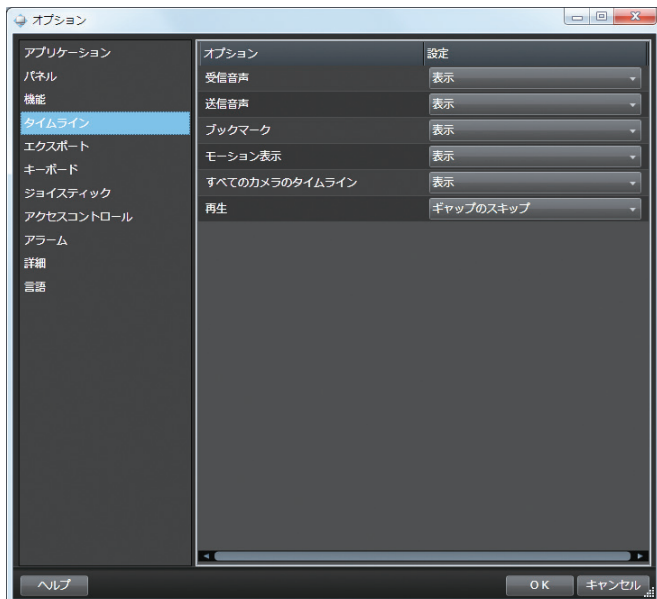 オプション
アプリケーション
パネル
機能
タイムライン
エクスポート
キーボード
ジョイスティック
アクセスコントロール
アラーム
詳細
言語
オプション 設定
受信音声 表示
送信音声 表示
ブックマーク 表示
モーション表示 表示
すべてのカメラのタイムライン 表示
再生 ギャップのスキップ
ヘルプ OK キャンセル